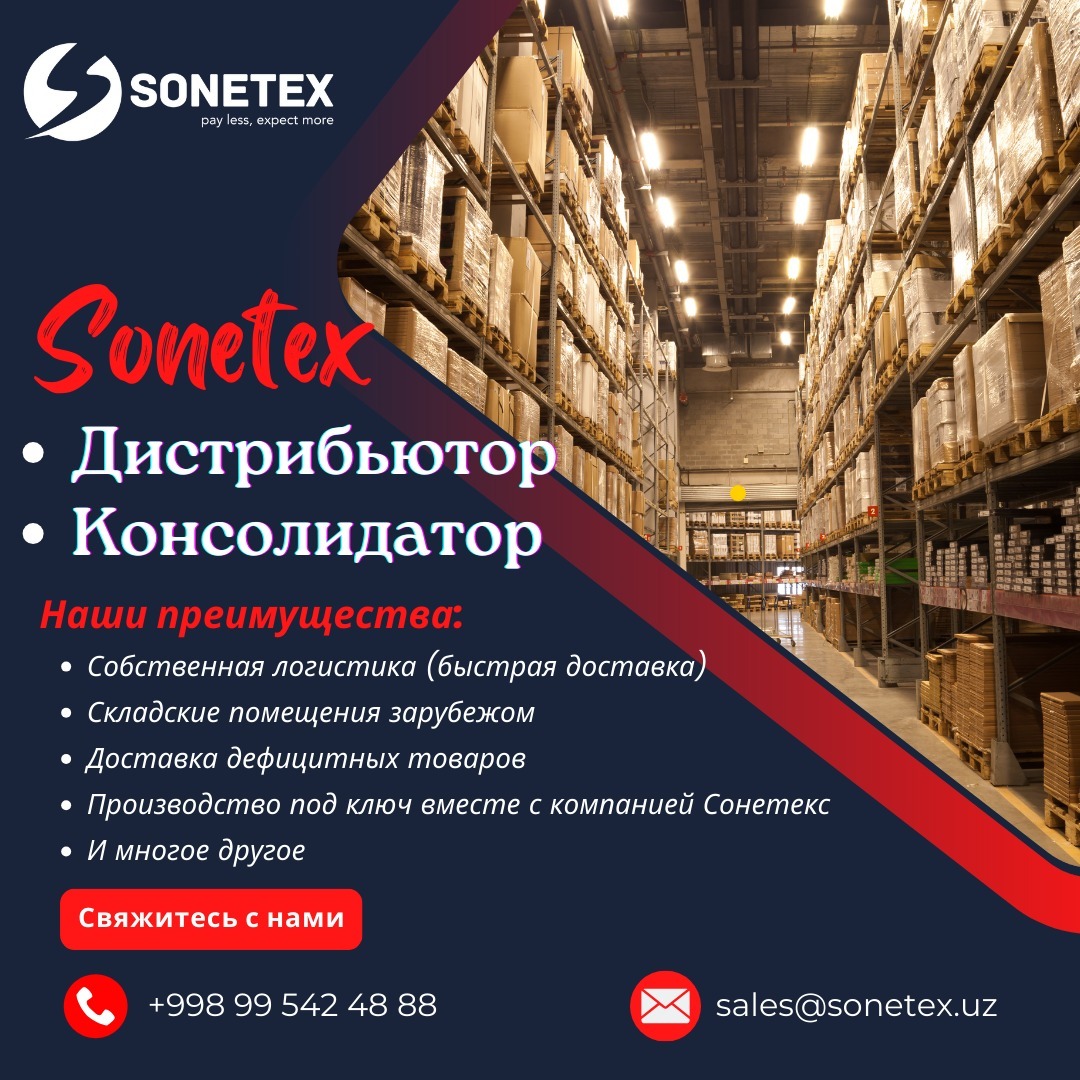 SONETEX
pay less, expect more
Sonetex
• Дистрибьютор
• Консолидатор
Наши преимущества:
• Собственная логистика (быстрая доставка)
• Складские помещения зарубежом
• Доставка дефицитных товаров
• Производство под ключ вместе с компанией Сонетекс
• И многое другое
Свяжитесь с нами
+998 99 542 48 88
sales@sonetex.uz
2